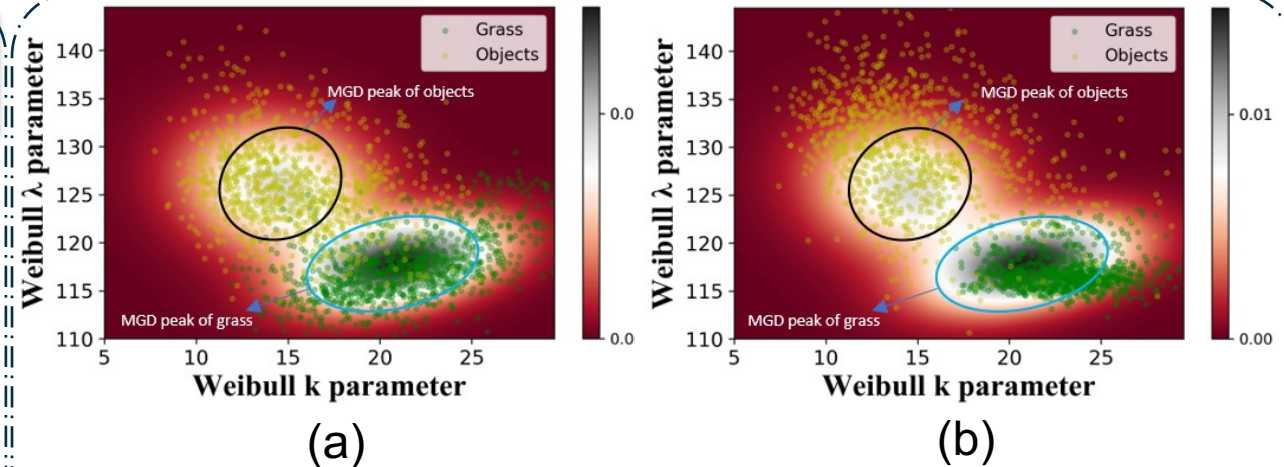 140
135
130
125
120
115
110
5
10
15
20
25
Weibull λ parameter
Weibull k parameter
Grass
Objects
MGD peak of objects
MGD peak of grass
0.0
0.0
(a)
140
135
130
125
120
115
110
5
10
15
20
25
Weibull λ parameter
Weibull k parameter
Grass
Objects
MGD peak of objects
MGD peak of grass
0.01
0.00
(b)